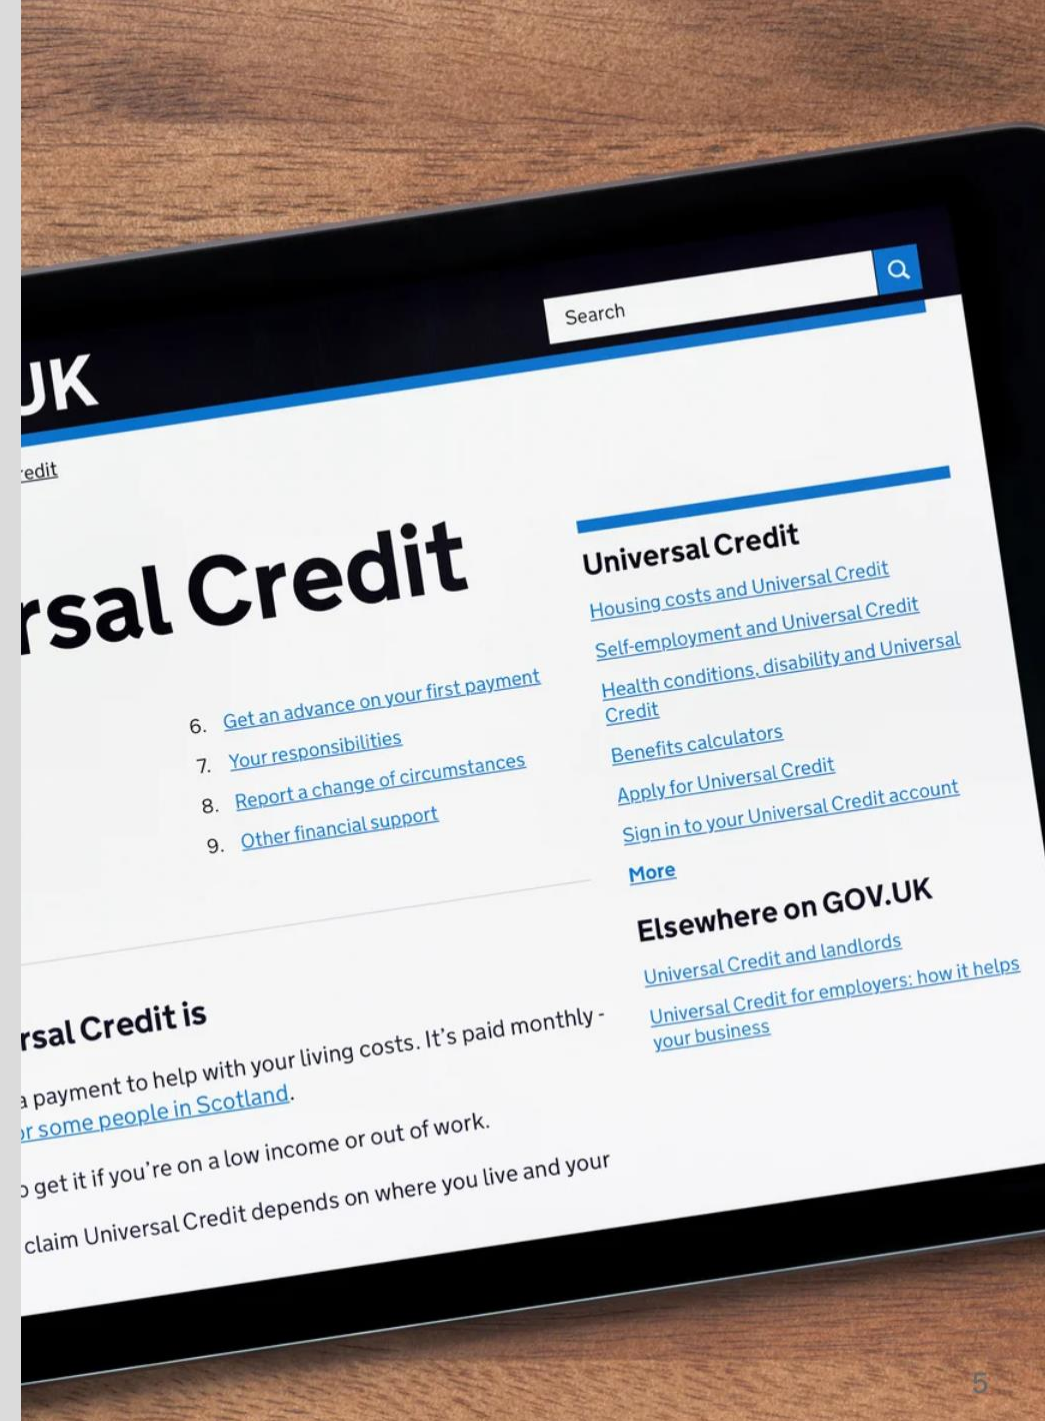 UK
Search
edit
rsal Credit
6. Get an advance on your first payment
7. Your responsibilities
8. Report a change of circumstances
9. Other financial support
Universal Credit
Housing costs and Universal Credit
Self-employment and Universal Credit
Health conditions, disability and Universal
Credit
Benefits calculators
Apply for Universal Credit
Sign in to your Universal Credit account
More
Elsewhere on GOV.UK
Universal Credit and landlords
Universal Credit for employers: how it helps
your business
rsal Credit is
a payment to help with your living costs. It's paid monthly -
or some people in Scotland.
o get it if you're on a low income or out of work.
claim Universal Credit depends on where you live and your
5